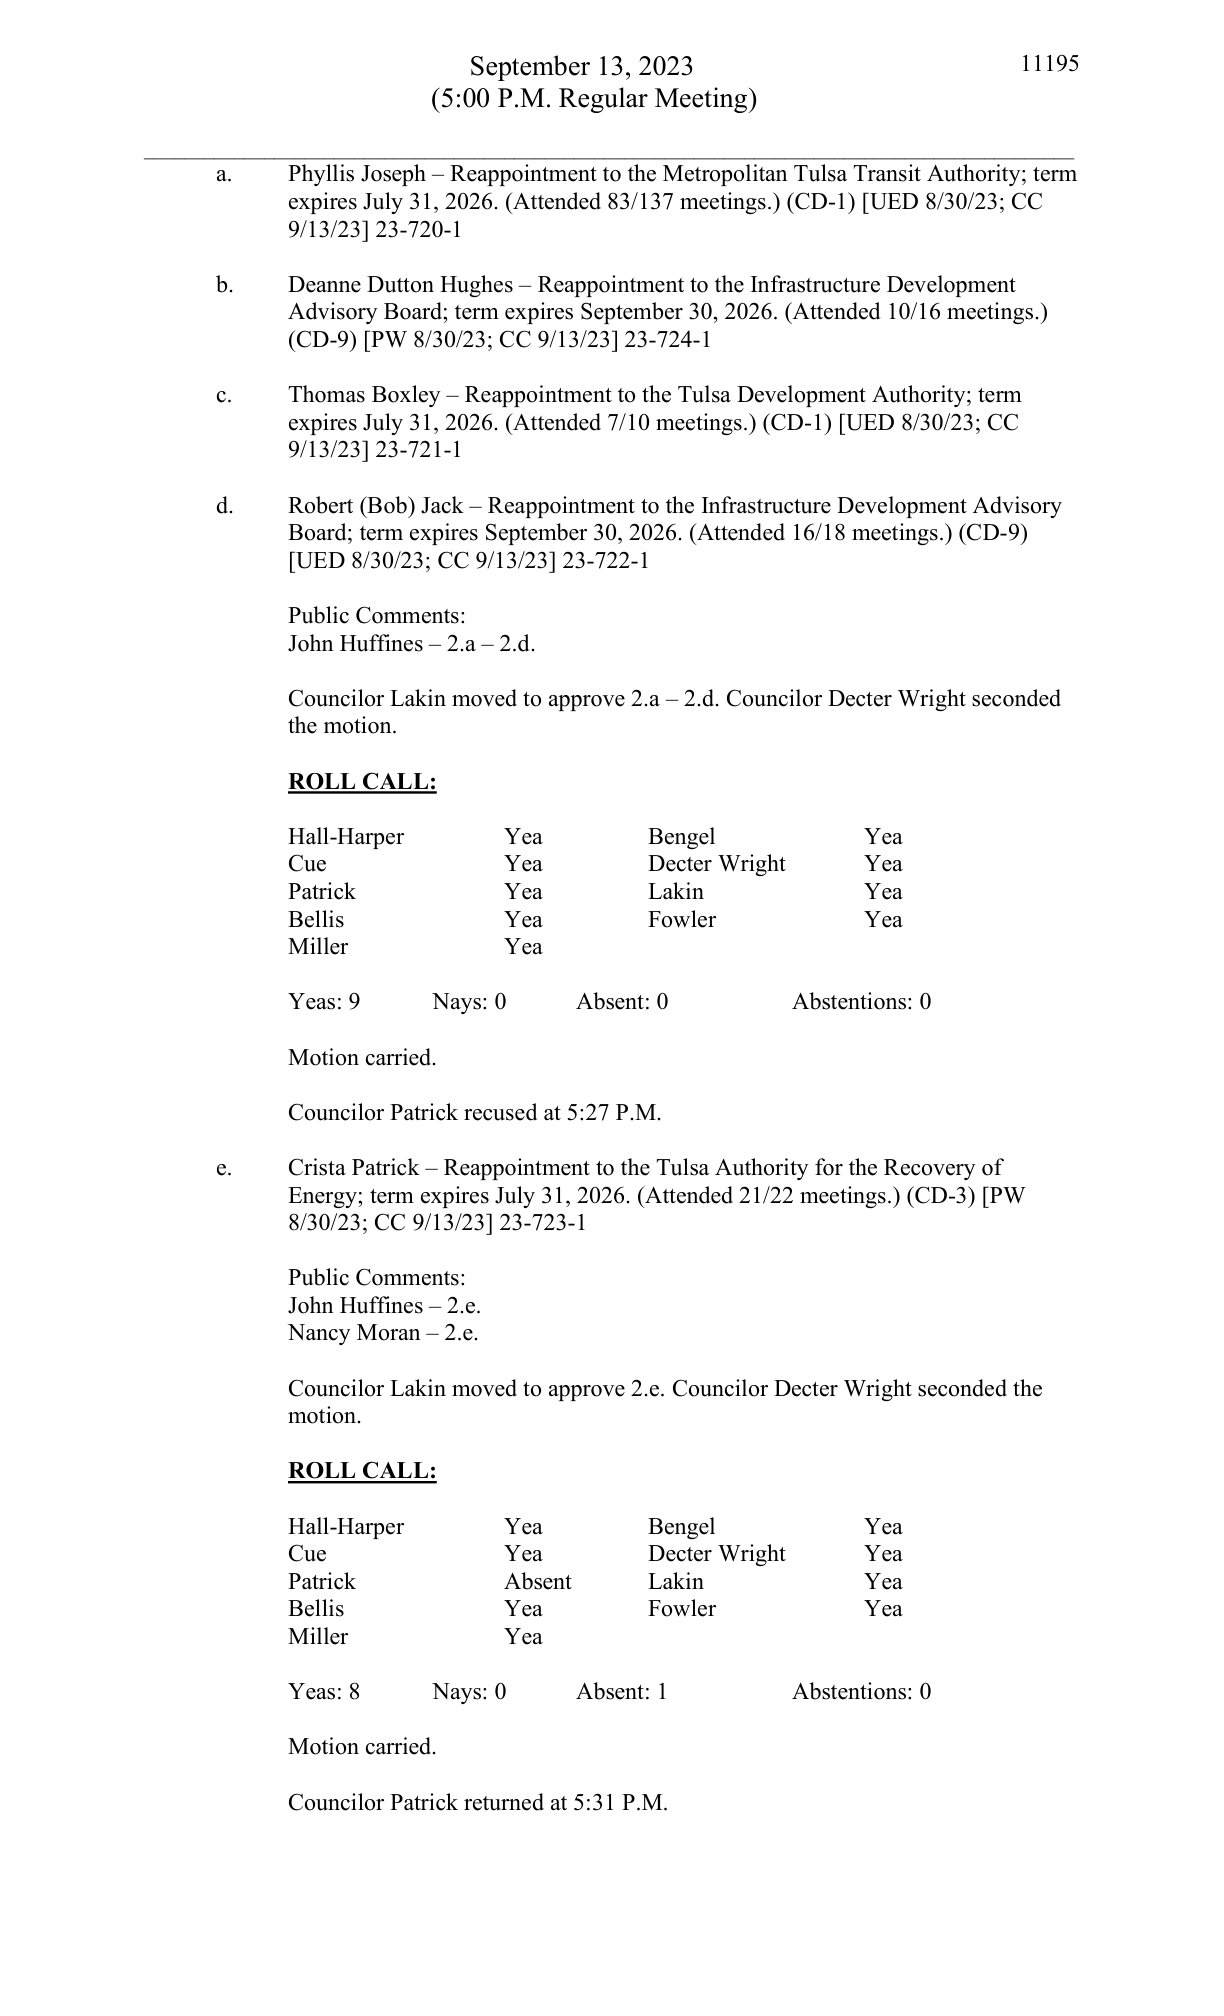 September 13, 2023
11195
(5:00 P.M. Regular Meeting)
a. Phyllis Joseph – Reappointment to the Metropolitan Tulsa Transit Authority; term
expires July 31, 2026. (Attended 83/137 meetings.) (CD-1) [UED 8/30/23; CC
9/13/23] 23-720-1
b. Deanne Dutton Hughes – Reappointment to the Infrastructure Development
Advisory Board; term expires September 30, 2026. (Attended 10/16 meetings.)
(CD-9) [PW 8/30/23; CC 9/13/23] 23-724-1
c. Thomas Boxley – Reappointment to the Tulsa Development Authority; term
expires July 31, 2026. (Attended 7/10 meetings.) (CD-1) [UED 8/30/23; CC
9/13/23] 23-721-1
d. Robert (Bob) Jack – Reappointment to the Infrastructure Development Advisory
Board; term expires September 30, 2026. (Attended 16/18 meetings.) (CD-9)
[UED 8/30/23; CC 9/13/23] 23-722-1
Public Comments:
John Huffines – 2.a – 2.d.
Councilor Lakin moved to approve 2.a – 2.d. Councilor Decter Wright seconded
the motion.
ROLL CALL:
Hall-Harper Yea Bengel Yea
Cue Yea Decter Wright Yea
Patrick Yea Lakin Yea
Bellis Yea Fowler Yea
Miller Yea
Yeas: 9 Nays: 0 Absent: 0 Abstentions: 0
Motion carried.
Councilor Patrick recused at 5:27 P.M.
e. Crista Patrick – Reappointment to the Tulsa Authority for the Recovery of
Energy; term expires July 31, 2026. (Attended 21/22 meetings.) (CD-3) [PW
8/30/23; CC 9/13/23] 23-723-1
Public Comments:
John Huffines – 2.e.
Nancy Moran – 2.e.
Councilor Lakin moved to approve 2.e. Councilor Decter Wright seconded the
motion.
ROLL CALL:
Hall-Harper Yea Bengel Yea
Cue Yea Decter Wright Yea
Patrick Absent Lakin Yea
Bellis Yea Fowler Yea
Miller Yea
Yeas: 8 Nays: 0 Absent: 1 Abstentions: 0
Motion carried.
Councilor Patrick returned at 5:31 P.M.